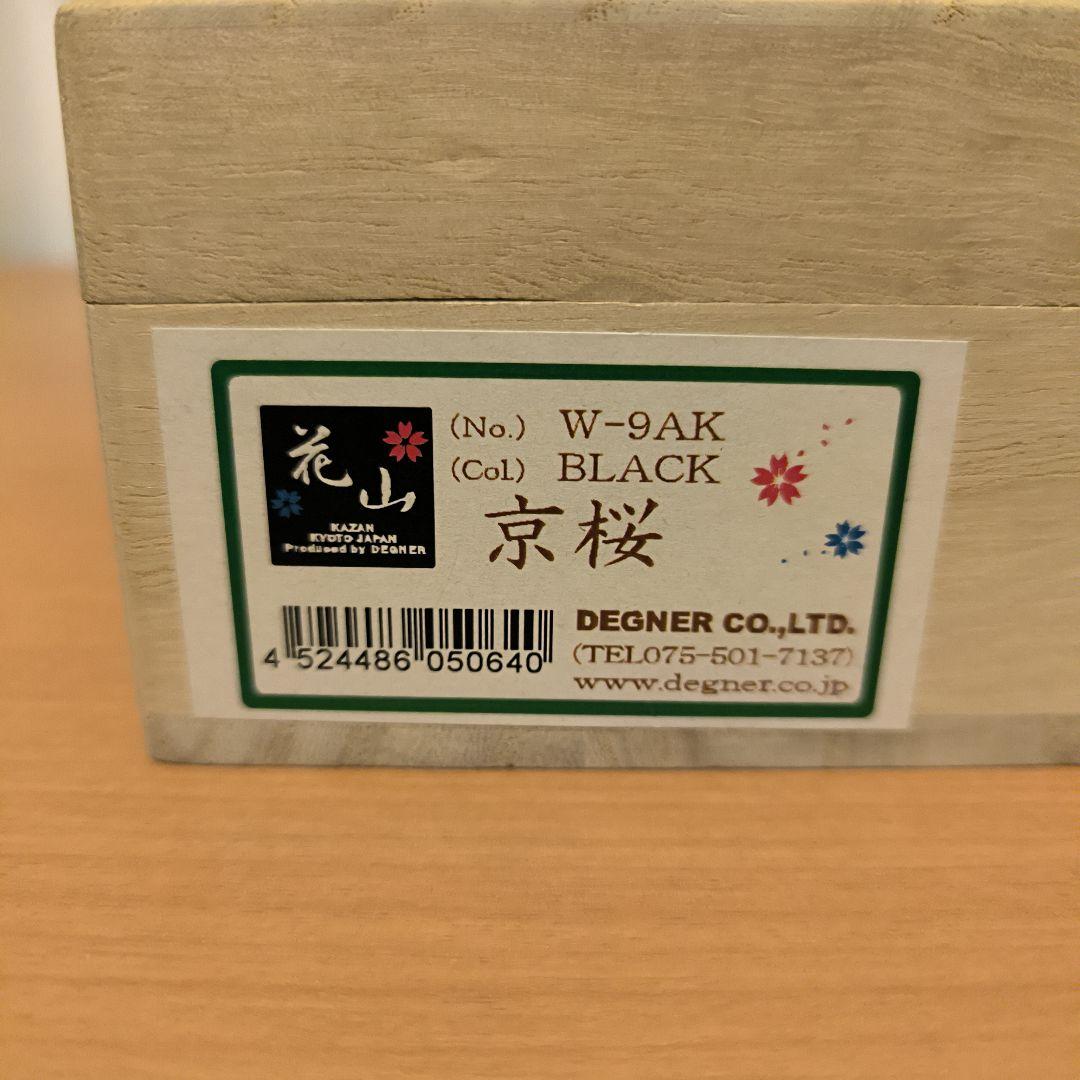 花山
KAZAN
KYOTO JAPAN
Produced by DEGNER
(No.) W-9AK
(Col.) BLACK
京桜
4 524486 050640
DEGNER CO.,LTD.
(TEL075-501-7137)
www.degner.co.jp